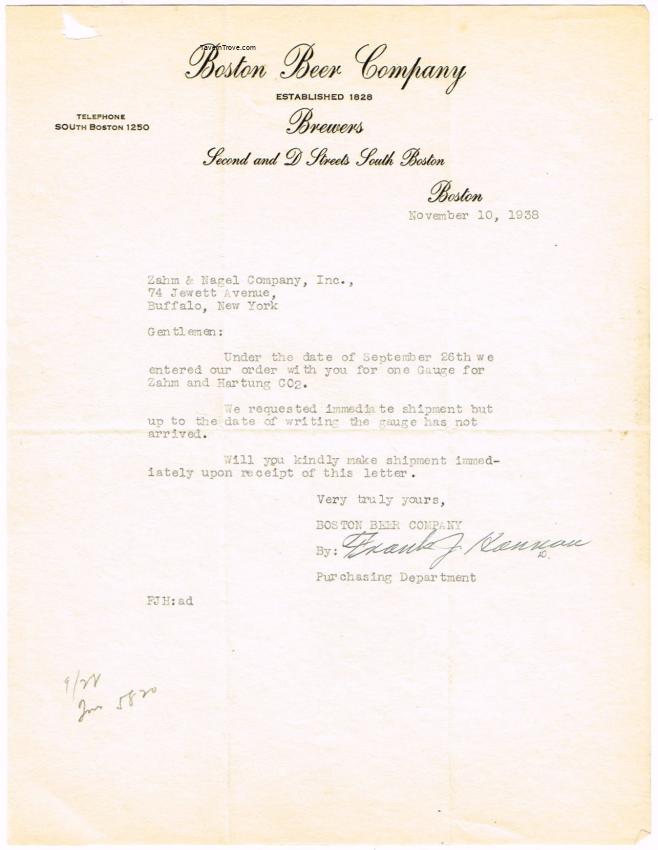 TavernTrove.com
Boston Beer Company
ESTABLISHED 1828
TELEPHONE
SOUTH BOSTON 1250
Brewers
Second and D Streets South Boston
Boston
November 10, 1938
Zahm & Nagel Company, Inc.,
74 Jewett Avenue,
Buffalo, New York
Gentlemen:
Under the date of September 26th we
entered our order with you for one Gauge for
Zahm and Hartung CO2.
We requested immediate shipment but
up to the date of writing the gauge has not
arrived.
Will you kindly make shipment immed-
iately upon receipt of this letter.
Very truly yours,
BOSTON BEER COMPANY
By: Frank J
Purchasing Department
FJH:ad
9/28
5820